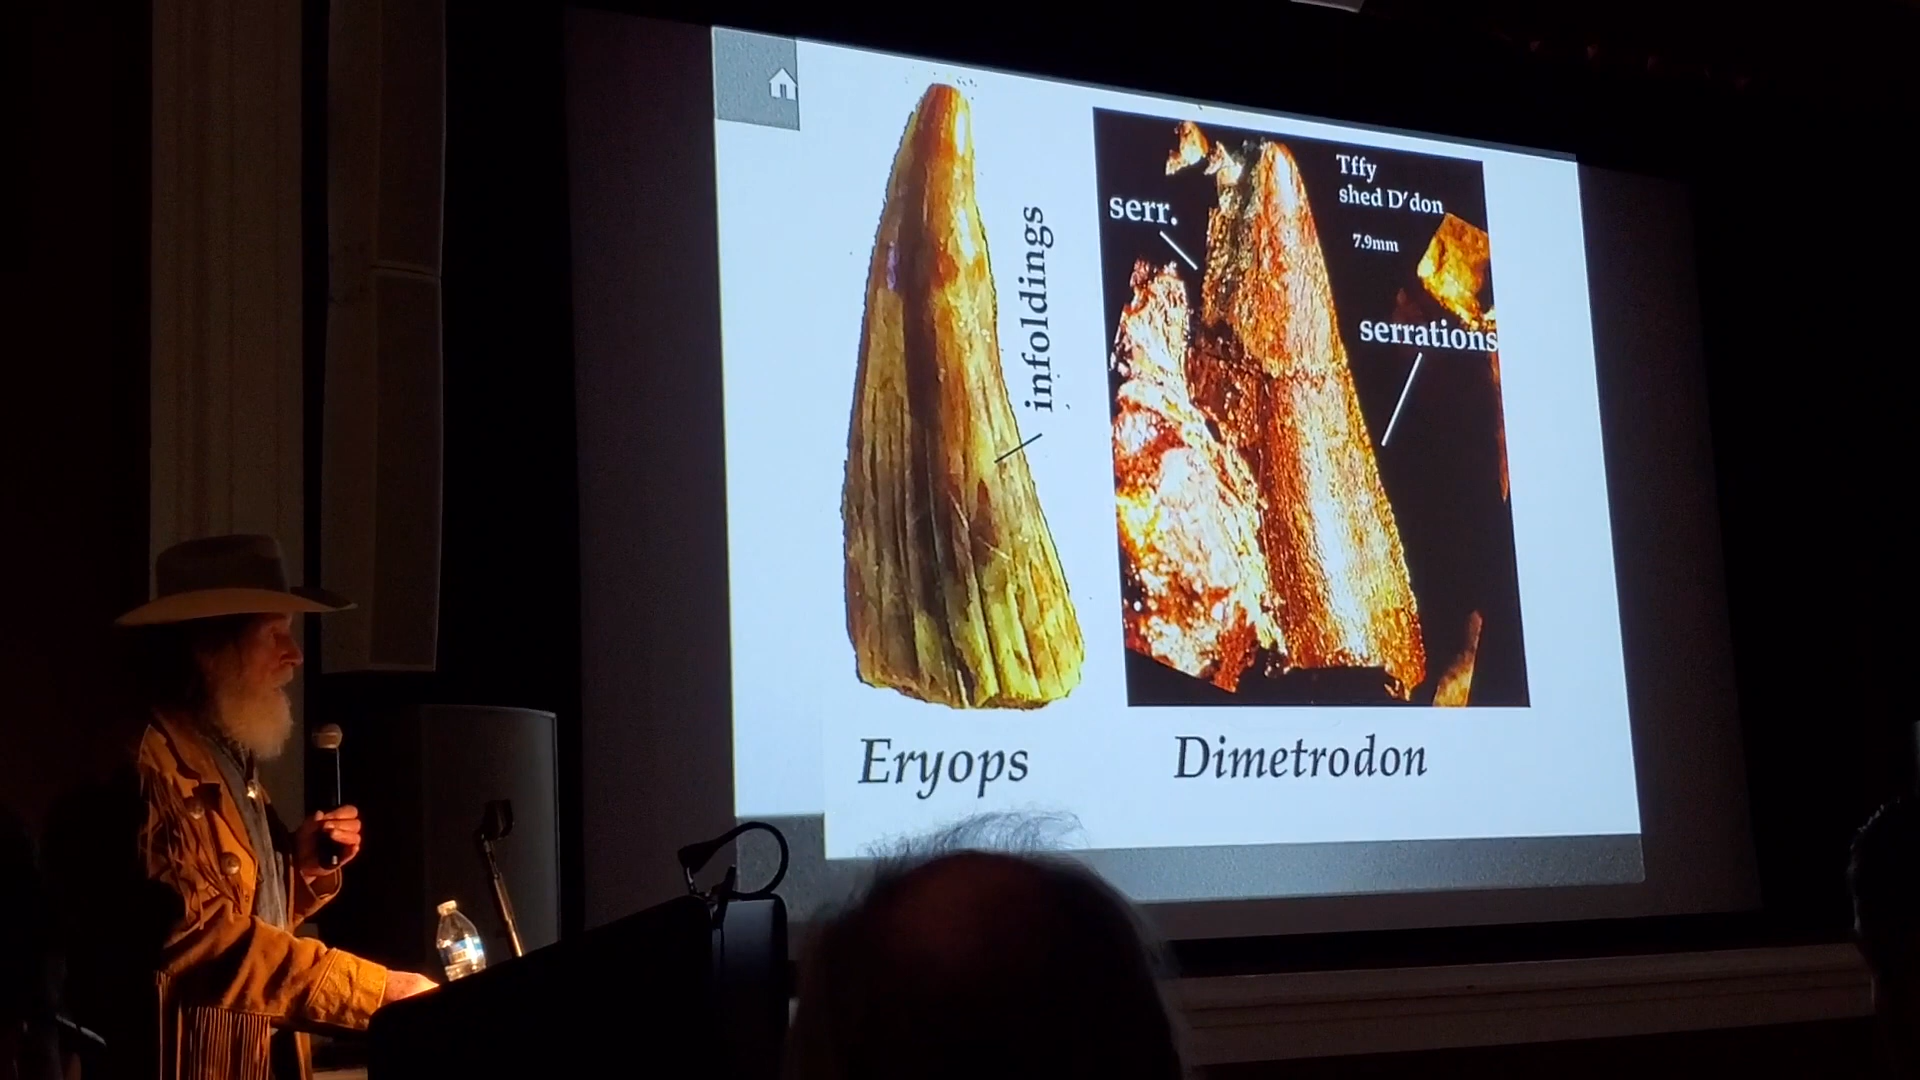 infoldings
Eryops
serr.
Tffy
shed D'don
7.9mm
serrations
Dimetrodon